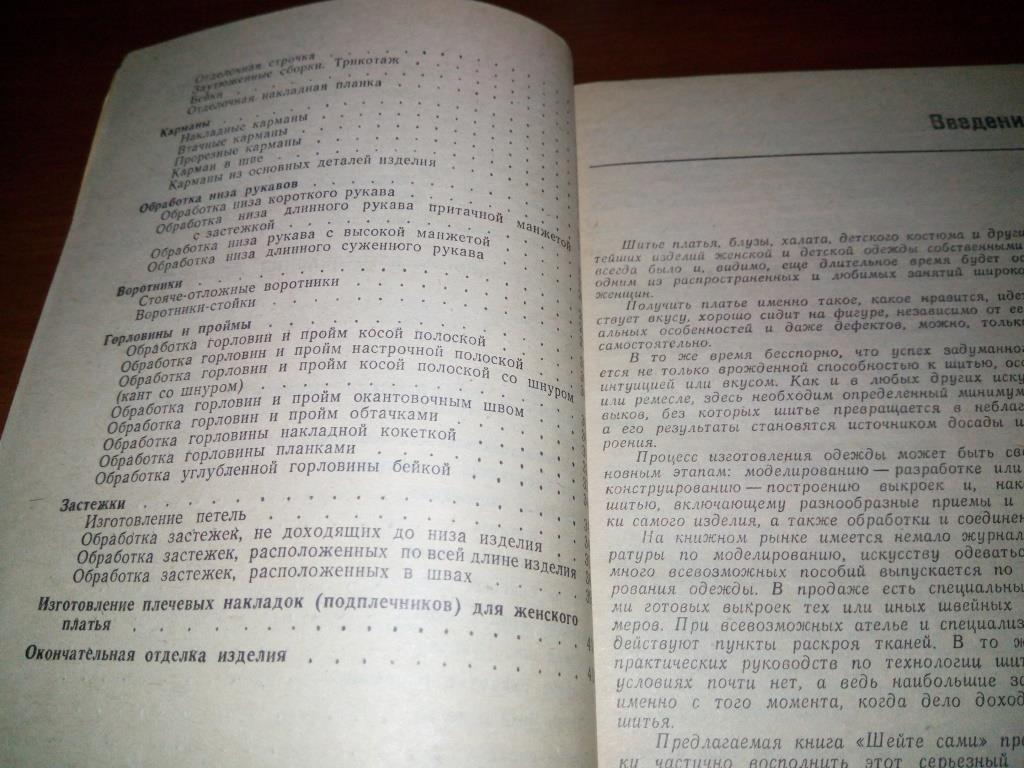 Отделочная строчка
Заутюженные сборки. Трикотаж
Бейки
Отделочная накладная планка
Карманы
Накладные карманы
Втачные карманы
Прорезные карманы
Карман в шве
Карманы из основных деталей изделия
Обработка низа рукавов
Обработка низа короткого рукава
Обработка низа длинного рукава притачной манжетой
с застежкой
Обработка низа рукава с высокой манжетой
Обработка низа длинного суженного рукава
Воротники
Стояче-отложные воротники
Воротники-стойки
Горловины и проймы
Обработка горловин и пройм косой полоской
Обработка горловин и пройм настрочной полоской
Обработка горловин и пройм косой полоской со шнуром
(кант со шнуром)
Обработка горловин и пройм окантовочным швом
Обработка горловин и пройм обтачками
Обработка горловины накладной кокеткой
Обработка горловины планками
Обработка углубленной горловины бейкой
Застежки
Изготовление петель
Обработка застежек, не доходящих до низа изделия
Обработка застежек, расположенных по всей длине изделия
Обработка застежек, расположенных в швах
Изготовление плечевых накладок (подплечников) для женского
платья
Окончательная отделка изделия
Введени
Шитье платья, блузы, халата, детского костюма и други
тейших изделий женской и детской одежды собственными
всегда было и, видимо, еще длительное время будет ос
одним из распространенных и любимых занятий широко
женщин.
Получить платье именно такое, какое нравится, идет
ствует вкусу, хорошо сидит на фигуре, независимо от ее
альных особенностей и даже дефектов, можно, только
самостоятельно.
В то же время бесспорно, что успех задуманног
ется не только врожденной способностью к шитью, осо
интуицией или вкусом. Как и в любых других иску
или ремесле, здесь необходим определенный минимум
выков, без которых шитье превращается в неблаг
а его результаты становятся источником досады и
роения.
Процесс изготовления одежды может быть све
новным этапам: моделированию — разработке или
конструированию — построению выкроек и, нак
шитью, включающему разнообразные приемы и
ки самого изделия, а также обработки и соединен
На книжном рынке имеется немало журнал
ратуры по моделированию, искусству одеватьс
много всевозможных пособий выпускается по
рования одежды. В продаже есть специальны
ми готовых выкроек тех или иных швейных
меров. При всевозможных ателье и специализ
действуют пункты раскроя тканей. В то ж
практических руководств по технологии шит
условиях почти нет, а ведь наибольшие за
именно с того момента, когда дело доход
шитья.
Предлагаемая книга «Шейте сами» пре
ки частично восполнить этот серьезный